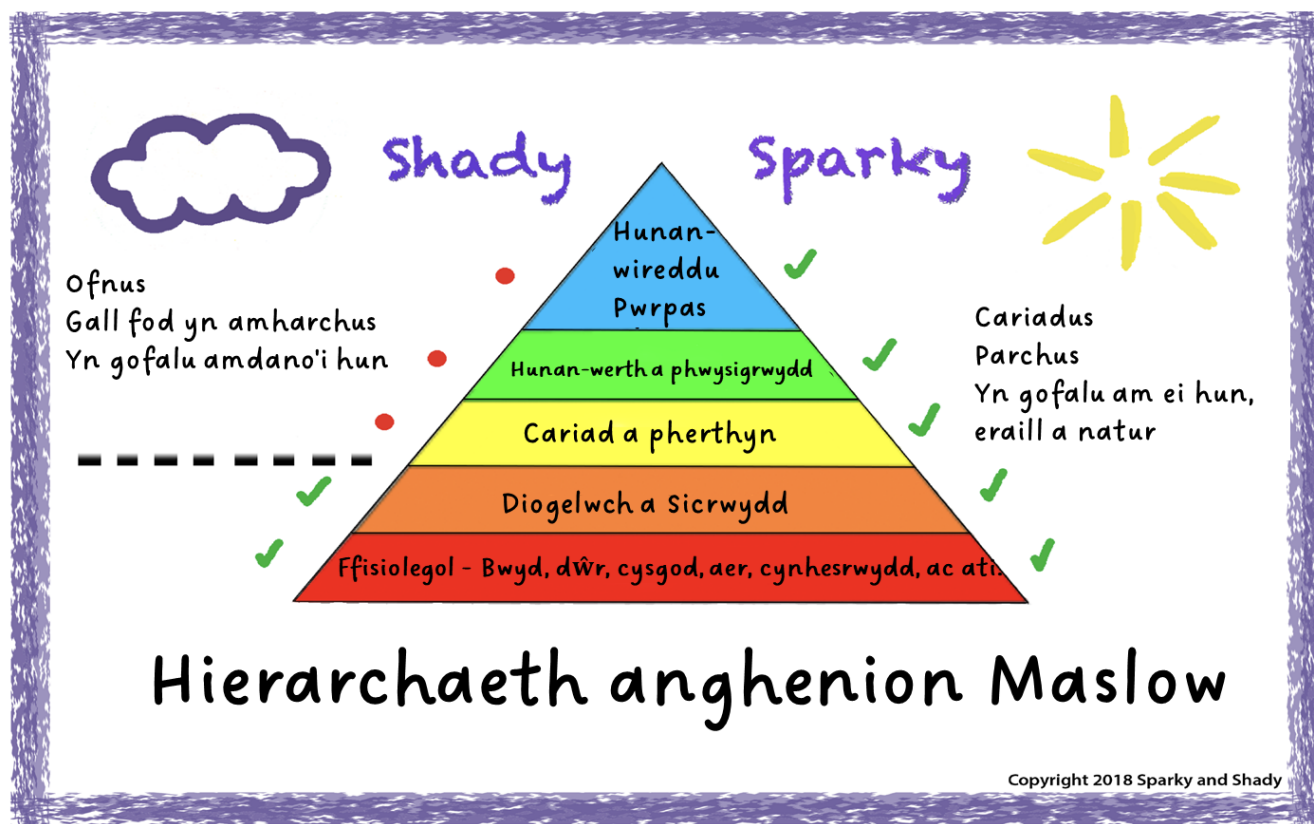 Shady
Sparky
Ofnus
Gall fod yn amharchus
Yn gofalu amdano'i hun
Hunan-
wireddu
Pwrpas
Hunan-werth a phwysigrwydd
Cariad a pherthyn
Diogelwch a Sicrwydd
Ffisiolegol - Bwyd, dŵr, cysgod, aer, cynhesrwydd, ac ati.
Cariadus
Parchus
Yn gofalu am ei hun,
eraill a natur
Hierarchaeth anghenion Maslow
Copyright 2018 Sparky and Shady